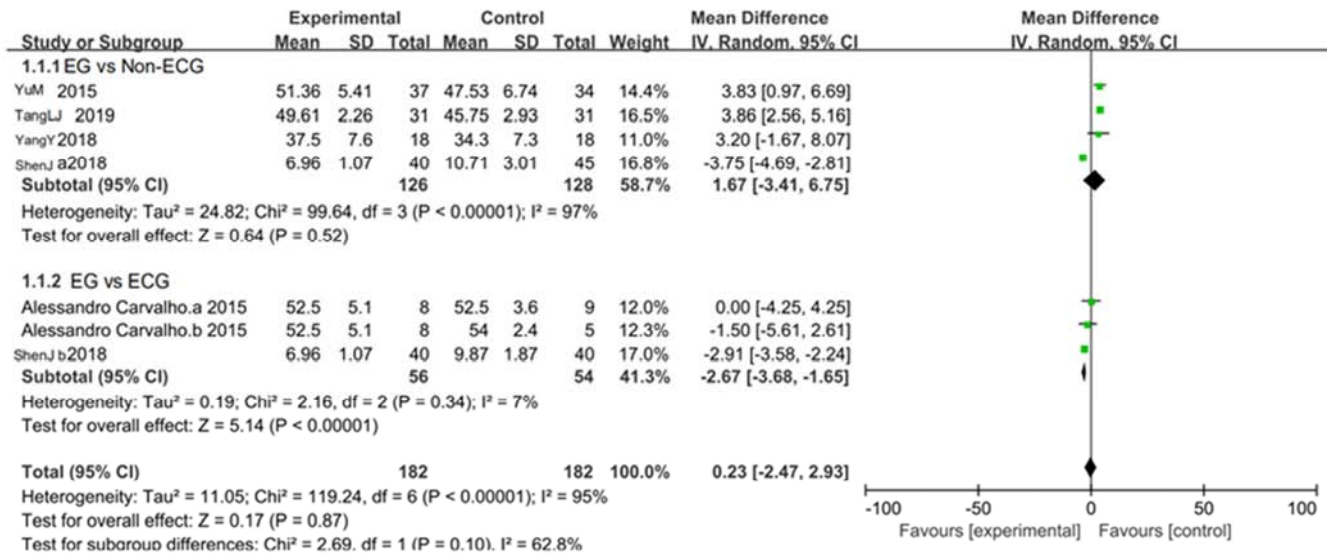 Experimental Control Mean Difference Mean Difference
Study or Subgroup Mean SD Total Mean SD Total Weight IV, Random, 95% CI IV, Random, 95% CI
1.1.1 EG vs Non-ECG
YuM 2015 51.36 5.41 37 47.53 6.74 34 14.4% 3.83 [0.97, 6.69]
TangLJ 2019 49.61 2.26 31 45.75 2.93 31 16.5% 3.86 [2.56, 5.16]
YangY2018 37.5 7.6 18 34.3 7.3 18 11.0% 3.20 [-1.67, 8.07]
ShenJ a2018 6.96 1.07 40 10.71 3.01 45 16.8% -3.75 [-4.69, -2.81]
Subtotal (95% CI) 126 128 58.7% 1.67 [-3.41, 6.75]
Heterogeneity: Tau² = 24.82; Chi² = 99.64, df = 3 (P < 0.00001); I² = 97%
Test for overall effect: Z = 0.64 (P = 0.52)
1.1.2 EG vs ECG
Alessandro Carvalho.a 2015 52.5 5.1 8 52.5 3.6 9 12.0% 0.00 [-4.25, 4.25]
Alessandro Carvalho.b 2015 52.5 5.1 8 54 2.4 5 12.3% -1.50 [-5.61, 2.61]
ShenJ b2018 6.96 1.07 40 9.87 1.87 40 17.0% -2.91 [-3.58, -2.24]
Subtotal (95% CI) 56 54 41.3% -2.67 [-3.68, -1.65]
Heterogeneity: Tau² = 0.19; Chi² = 2.16, df = 2 (P = 0.34); I² = 7%
Test for overall effect: Z = 5.14 (P < 0.00001)
Total (95% CI) 182 182 100.0% 0.23 [-2.47, 2.93]
Heterogeneity: Tau² = 11.05; Chi² = 119.24, df = 6 (P < 0.00001); I² = 95%
Test for overall effect: Z = 0.17 (P = 0.87)
Test for subgroup differences: Chi² = 2.69, df = 1 (P = 0.10), I² = 62.8%
-100 -50 0 50 100
Favours [experimental] Favours [control]